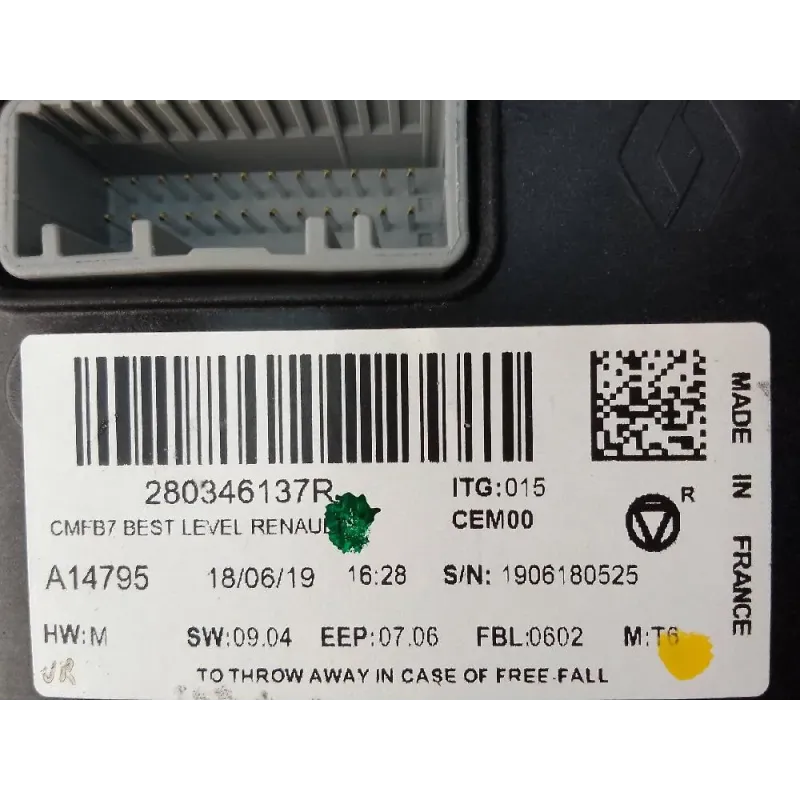 280346137R
ITG:015
CMFB7 BEST LEVEL RENAULT
CEM00
R
A14795 18/06/19 16:28 S/N: 1906180525
HW:M SW:09.04 EEP:07.06 FBL:0602 M:T6
TO THROW AWAY IN CASE OF FREE FALL
MADE IN FRANCE